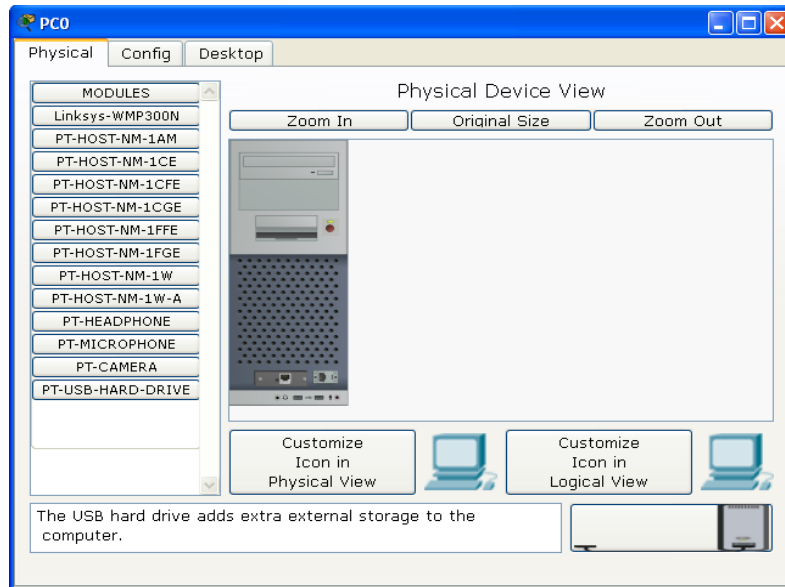 PC0
Physical
Config
Desktop
MODULES
Linksys-WMP300N
PT-HOST-NM-1AM
PT-HOST-NM-1CE
PT-HOST-NM-1CFE
PT-HOST-NM-1CGE
PT-HOST-NM-1FFE
PT-HOST-NM-1FGE
PT-HOST-NM-1W
PT-HOST-NM-1W-A
PT-HEADPHONE
PT-MICROPHONE
PT-CAMERA
PT-USB-HARD-DRIVE
Physical Device View
Zoom In
Original Size
Zoom Out
Customize
Icon in
Physical View
Customize
Icon in
Logical View
The USB hard drive adds extra external storage to the
computer.